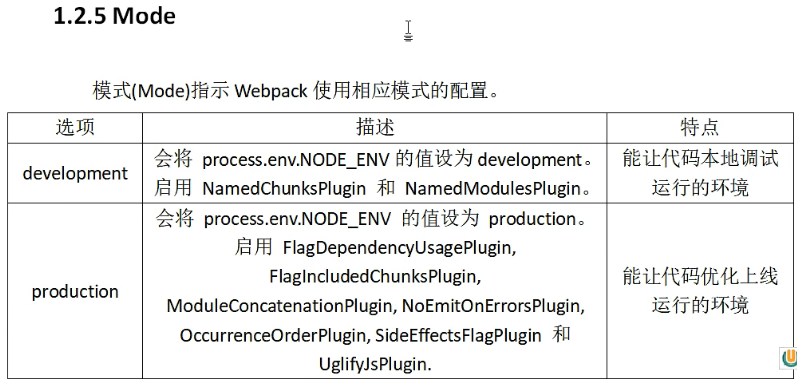 1.2.5 Mode
模式(Mode)指示 Webpack 使用相应模式的配置。
选项 描述 特点
development 会将 process.env.NODE_ENV 的值设为 development。 能让代码本地调试
启用 NamedChunksPlugin 和 NamedModulesPlugin。 运行的环境
production 会将 process.env.NODE_ENV 的值设为 production。
启用 FlagDependencyUsagePlugin,
FlagIncludedChunksPlugin,
ModuleConcatenationPlugin, NoEmitOnErrorsPlugin,
OccurrenceOrderPlugin, SideEffectsFlagPlugin 和
UglifyJsPlugin.
能让代码优化上线
运行的环境